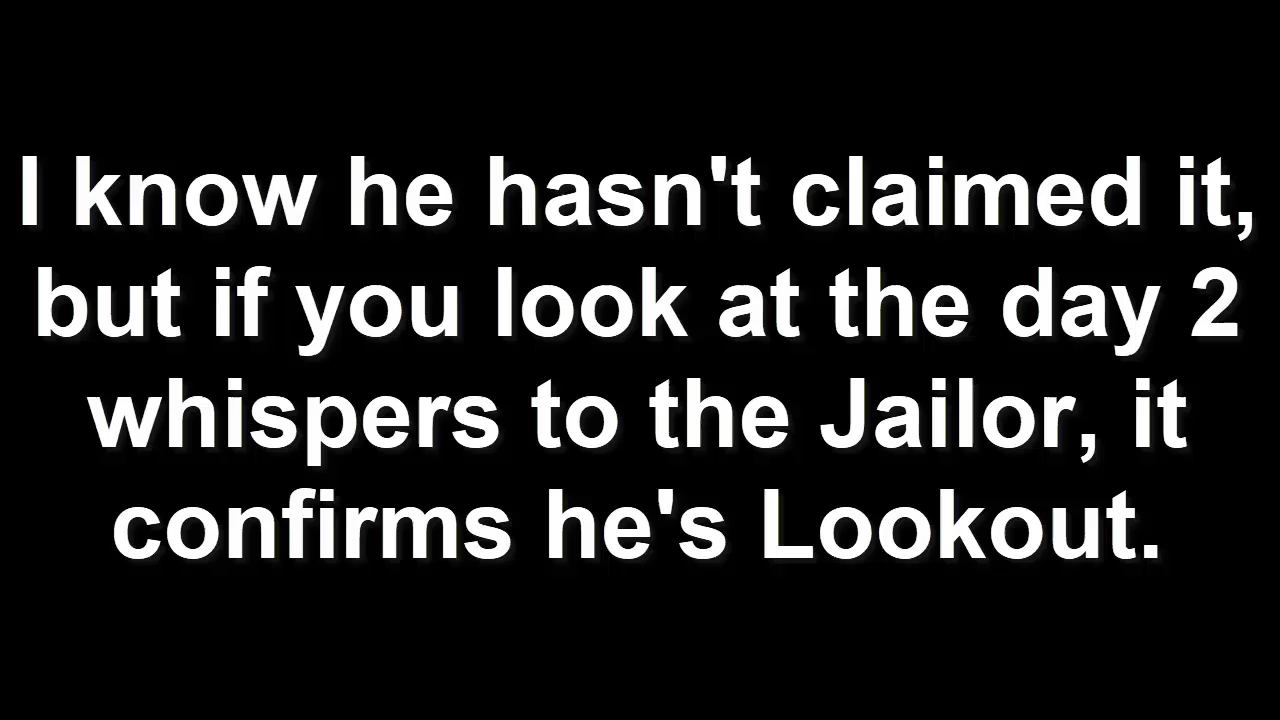 I know he hasn't claimed it,
but if you look at the day 2
whispers to the Jailor, it
confirms he's Lookout.